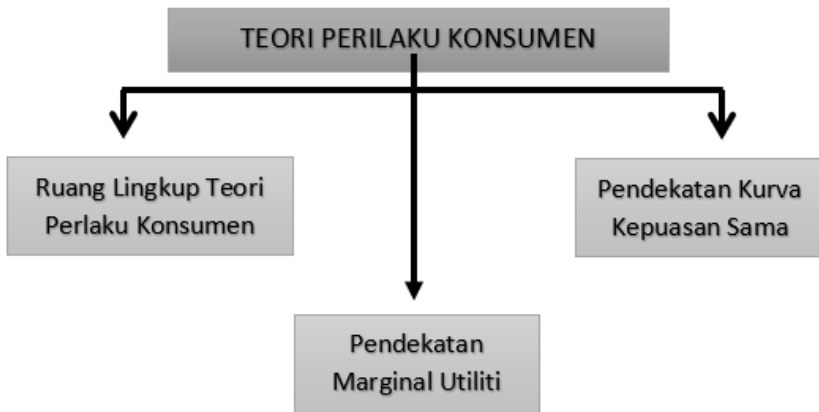 TEORI PERILAKU KONSUMEN
Ruang Lingkup Teori
Perlaku Konsumen
Pendekatan Kurva
Kepuasan Sama
Pendekatan
Marginal Utiliti